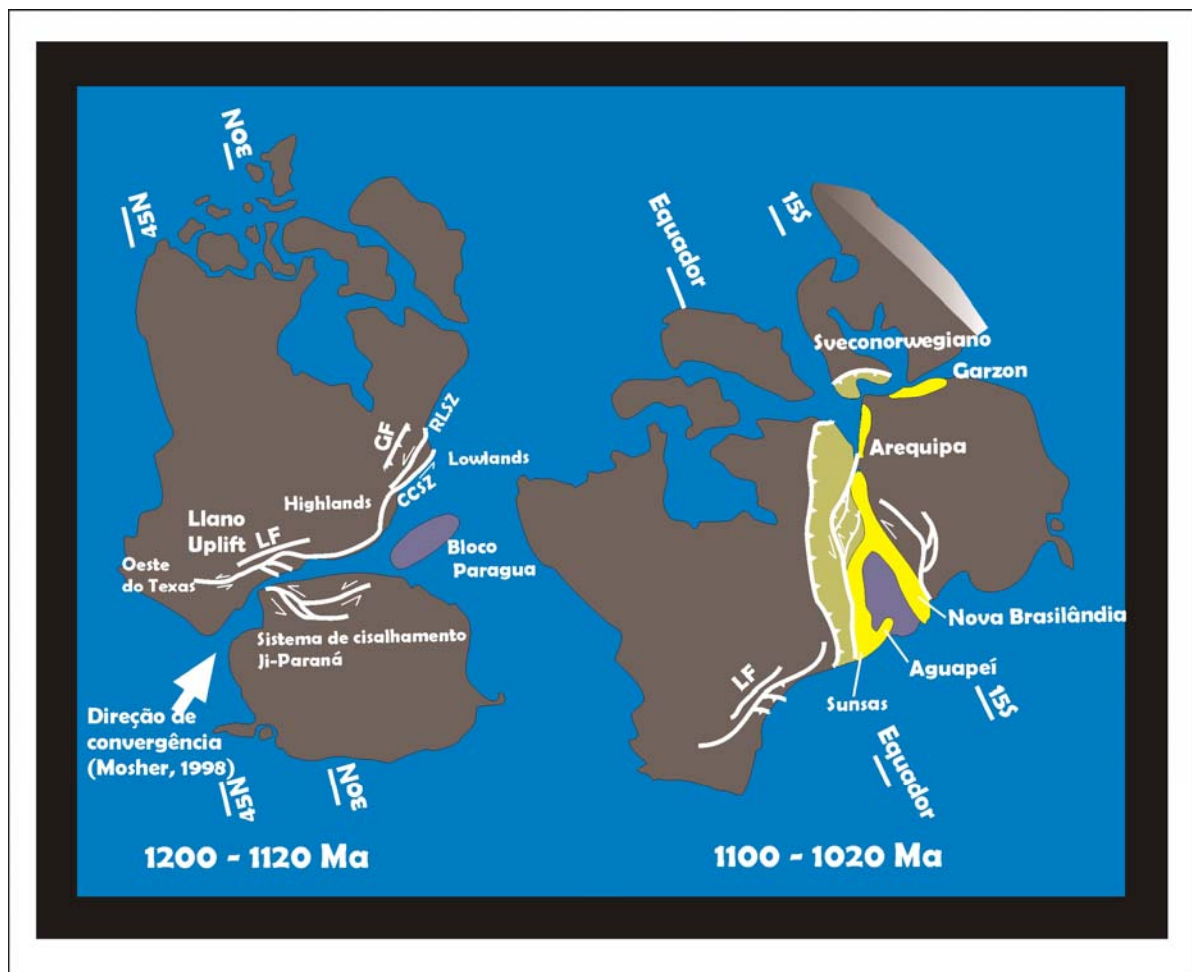 30N
45N
GF
RLSZ
Lowlands
CCSZ
Highlands
Llano
Uplift
LF
Oeste
do Texas
Bloco
Paragua
Sistema de cisalhamento
Ji-Paraná
Direção de
convergência
(Mosher, 1998)
45N
30N
1200 - 1120 Ma
Equador
15S
Sveconorwegiano
Garzon
Arequipa
Nova Brasilândia
Aguapeí
Sunsas
LF
15S
Equador
1100 - 1020 Ma